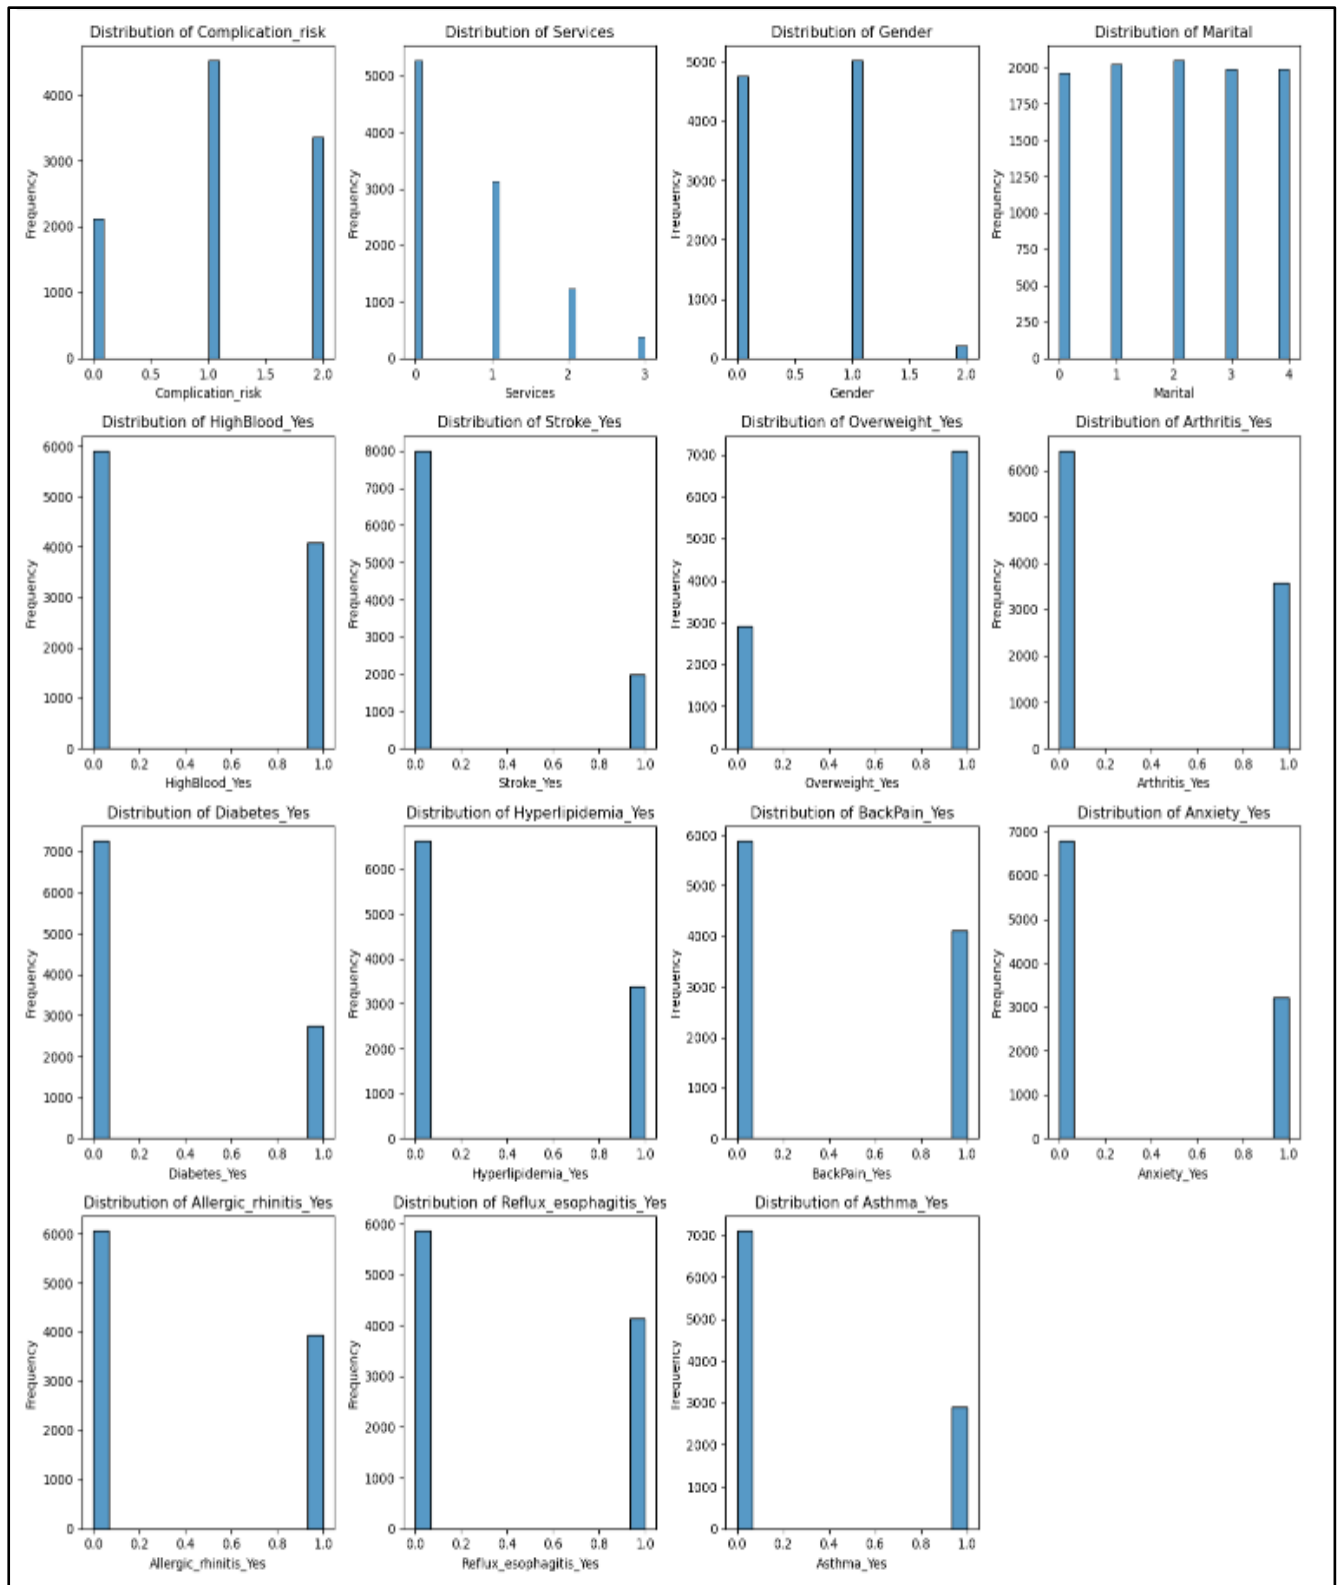 Distribution of Complication_risk
4000
3000
2000
1000
0
Frequency
0.0 0.5 1.0 1.5 2.0
Complication_risk
Distribution of Services
5000
4000
3000
2000
1000
0
Frequency
0 1 2 3
Services
Distribution of Gender
5000
4000
3000
2000
1000
0
Frequency
0.0 0.5 1.0 1.5 2.0
Gender
Distribution of Marital
2000
1750
1500
1250
1000
750
500
250
0
Frequency
0 1 2 3 4
Marital
Distribution of HighBlood_Yes
6000
5000
4000
3000
2000
1000
0
Frequency
0.0 0.2 0.4 0.6 0.8 1.0
HighBlood_Yes
Distribution of Stroke_Yes
8000
7000
6000
5000
4000
3000
2000
1000
0
Frequency
0.0 0.2 0.4 0.6 0.8 1.0
Stroke_Yes
Distribution of Overweight_Yes
7000
6000
5000
4000
3000
2000
1000
0
Frequency
0.0 0.2 0.4 0.6 0.8 1.0
Overweight_Yes
Distribution of Arthritis_Yes
6000
5000
4000
3000
2000
1000
0
Frequency
0.0 0.2 0.4 0.6 0.8 1.0
Arthritis_Yes
Distribution of Diabetes_Yes
7000
6000
5000
4000
3000
2000
1000
0
Frequency
0.0 0.2 0.4 0.6 0.8 1.0
Diabetes_Yes
Distribution of Hyperlipidemia_Yes
6000
5000
4000
3000
2000
1000
0
Frequency
0.0 0.2 0.4 0.6 0.8 1.0
Hyperlipidemia_Yes
Distribution of BackPain_Yes
6000
5000
4000
3000
2000
1000
0
Frequency
0.0 0.2 0.4 0.6 0.8 1.0
BackPain_Yes
Distribution of Anxiety_Yes
7000
6000
5000
4000
3000
2000
1000
0
Frequency
0.0 0.2 0.4 0.6 0.8 1.0
Anxiety_Yes
Distribution of Allergic_rhinitis_Yes
6000
5000
4000
3000
2000
1000
0
Frequency
0.0 0.2 0.4 0.6 0.8 1.0
Allergic_rhinitis_Yes
Distribution of Reflux_esophagitis_Yes
6000
5000
4000
3000
2000
1000
0
Frequency
0.0 0.2 0.4 0.6 0.8 1.0
Reflux_esophagitis_Yes
Distribution of Asthma_Yes
7000
6000
5000
4000
3000
2000
1000
0
Frequency
0.0 0.2 0.4 0.6 0.8 1.0
Asthma_Yes